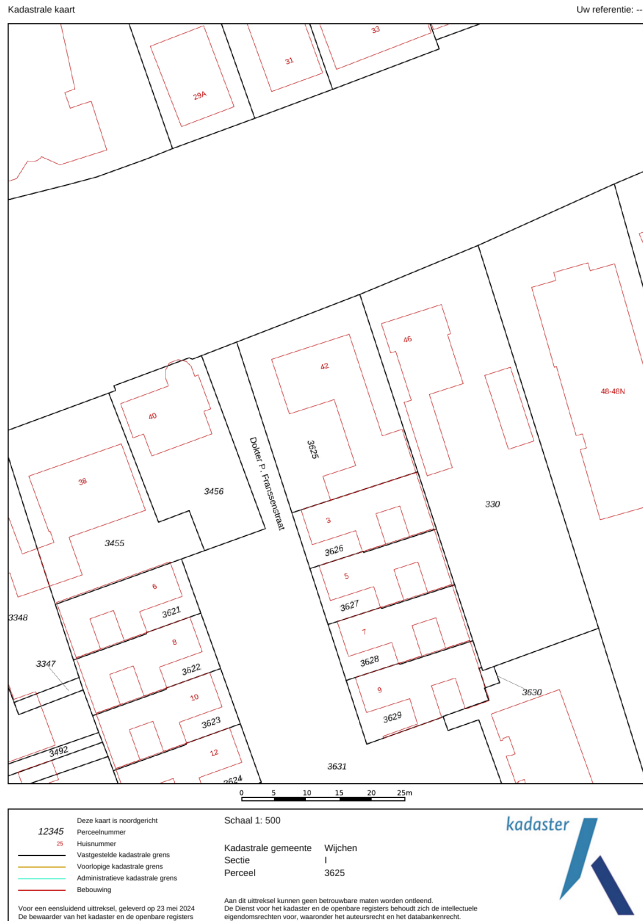 Kadastrale kaart
Uw referentie: --
33
31
29A
46
42
48-48N
40
Dokter P. Franssenstraat
3625
38
3456
330
3
3455
3626
6
5
3621
3627
3348
8
7
3347
3622
3628
10
9
3630
3623
3629
3492
12
3631
3624
0 5 10 15 20 25m
Deze kaart is noordgericht
12345 Perceelnummer
25 Huisnummer
Vastgestelde kadastrale grens
Voorlopige kadastrale grens
Administratieve kadastrale grens
Bebouwing
Voor een eensluidend uittreksel, geleverd op 23 mei 2024
De bewaarder van het kadaster en de openbare registers
Schaal 1: 500
Kadastrale gemeente Wijchen
Sectie I
Perceel 3625
Aan dit uittreksel kunnen geen betrouwbare maten worden ontleend.
De Dienst voor het kadaster en de openbare registers behoudt zich de intellectuele
eigendomsrechten voor, waaronder het auteursrecht en het databankenrecht.
kadaster